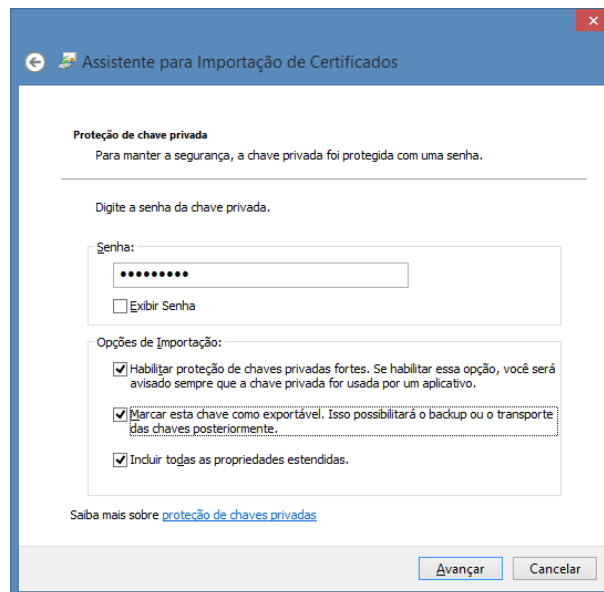 Assistente para Importação de Certificados
Proteção de chave privada
Para manter a segurança, a chave privada foi protegida com uma senha.
Digite a senha da chave privada.
Senha:
•••••••••
Exibir Senha
Opções de Importação:
Habilitar proteção de chaves privadas fortes. Se habilitar essa opção, você será
avisado sempre que a chave privada for usada por um aplicativo.
Marcar esta chave como exportável. Isso possibilitará o backup ou o transporte
das chaves posteriormente.
Incluir todas as propriedades estendidas.
Saiba mais sobre proteção de chaves privadas
Avançar
Cancelar